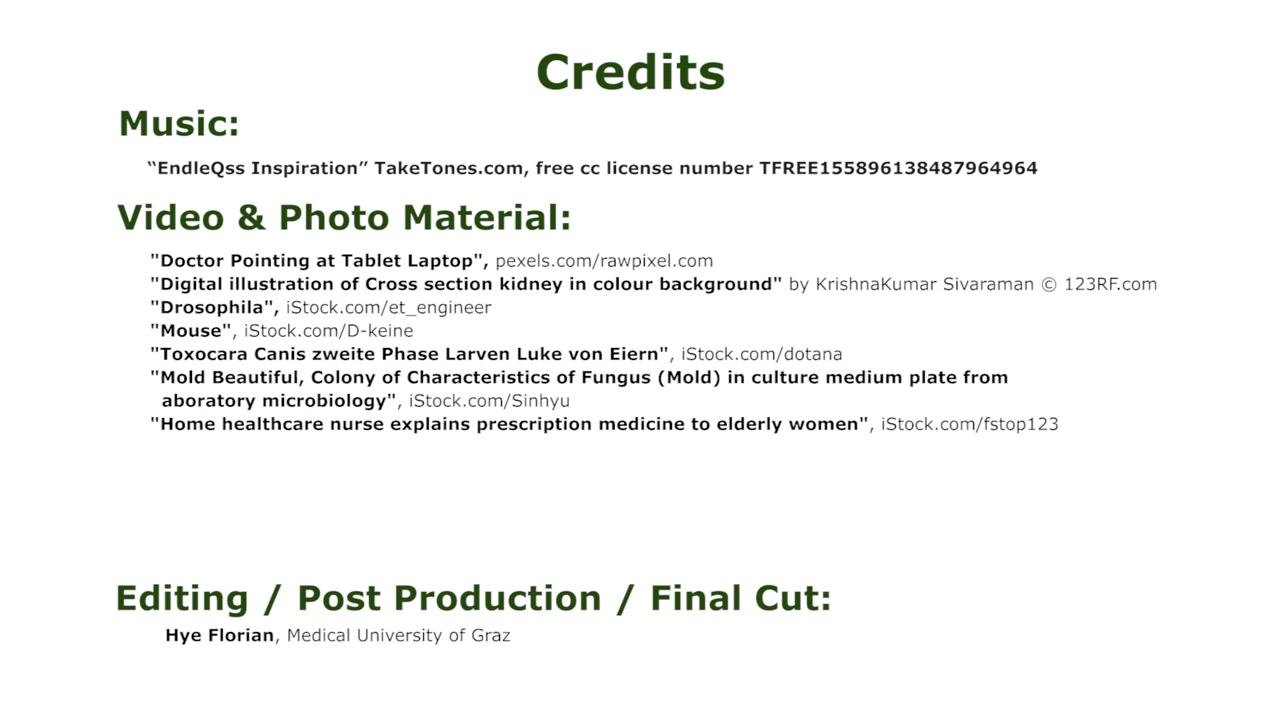 Credits
Music:
“EndleQss Inspiration” TakeTones.com, free cc license number TFREE155896138487964964
Video & Photo Material:
"Doctor Pointing at Tablet Laptop", pexels.com/rawpixel.com
"Digital illustration of Cross section kidney in colour background" by KrishnaKumar Sivaraman © 123RF.com
"Drosophila", iStock.com/et_engineer
"Mouse", iStock.com/D-keine
"Toxocara Canis zweite Phase Larven Luke von Eiern", iStock.com/dotana
"Mold Beautiful, Colony of Characteristics of Fungus (Mold) in culture medium plate from
aboratory microbiology", iStock.com/Sinhyu
"Home healthcare nurse explains prescription medicine to elderly women", iStock.com/fstop123
Editing / Post Production / Final Cut:
Hye Florian, Medical University of Graz